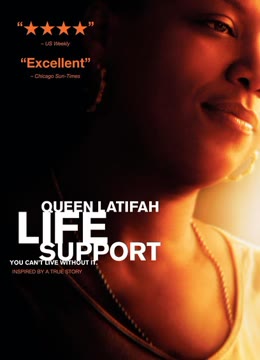 “★★★★”
– US Weekly
“Excellent”
– Chicago Sun-Times
QUEEN LATIFAH
LIFE
SUPPORT
YOU CAN'T LIVE WITHOUT IT.
INSPIRED BY A TRUE STORY